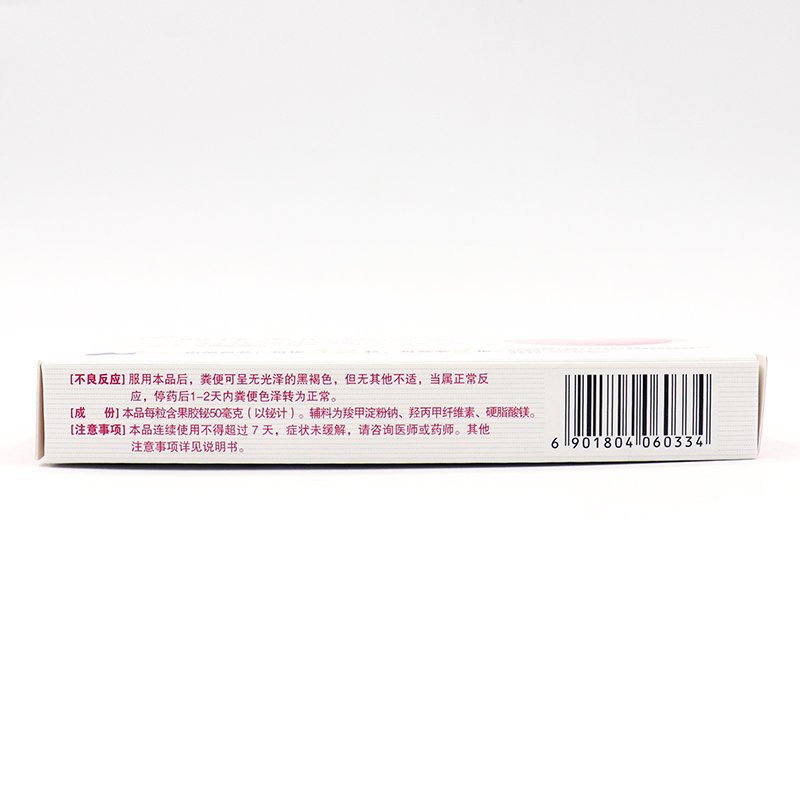 [不良反应] 服用本品后，粪便可呈无光泽的黑褐色，但无其他不适，当属正常反
应，停药后1-2天内粪便色泽转为正常。
[成　份] 本品每粒含果胶铋50毫克（以铋计）。辅料为羧甲淀粉钠、羟丙甲纤维素、硬脂酸镁。
[注意事项] 本品连续使用不得超过 7 天，症状未缓解，请咨询医师或药师。其他
注意事项详见说明书。
6 901804 060334